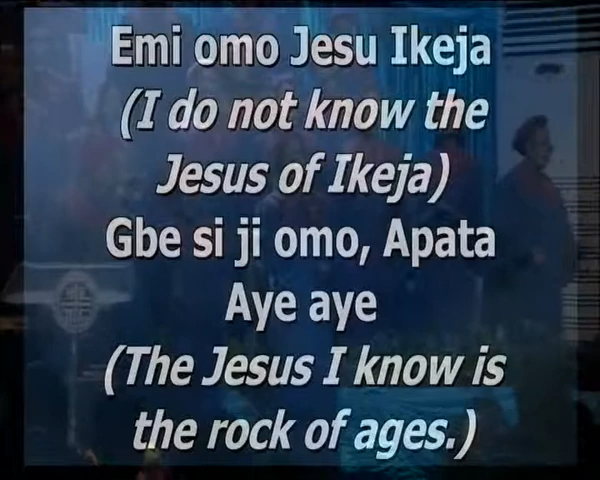 Emi omo Jesu Ikeja
(I do not know the
Jesus of Ikeja)
Gbe si ji omo, Apata
Aye aye
(The Jesus I know is
the rock of ages.)